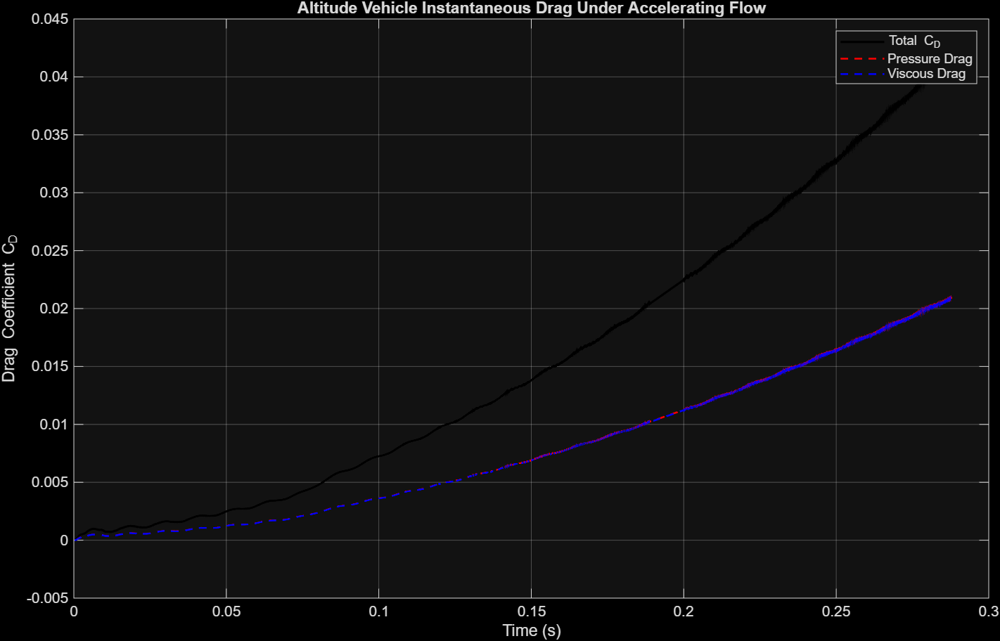 Altitude Vehicle Instantaneous Drag Under Accelerating Flow
0.045
0.04
0.035
0.03
0.025
0.02
0.015
0.01
0.005
0
-0.005
Drag Coefficient C_D
Total C_D
Pressure Drag
Viscous Drag
0 0.05 0.1 0.15 0.2 0.25 0.3
Time (s)